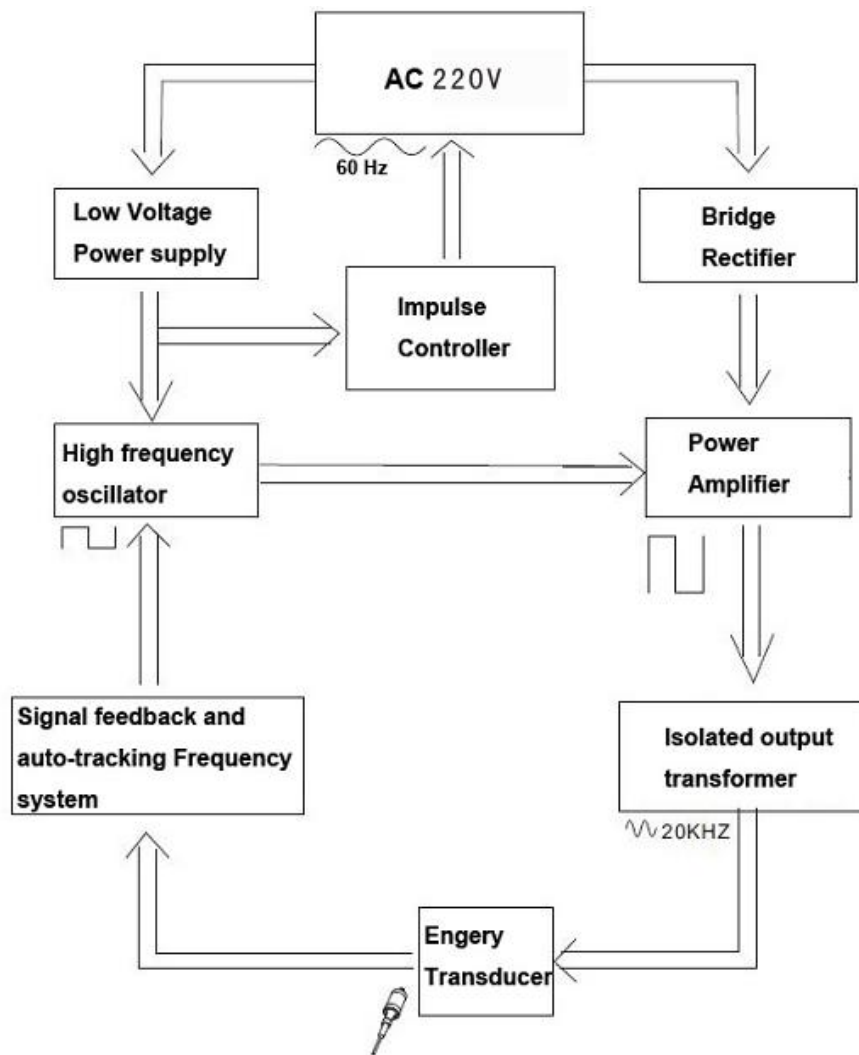 AC 220V
60 Hz
Low Voltage
Power supply
Bridge
Rectifier
Impulse
Controller
High frequency
oscillator
Power
Amplifier
Signal feedback and
auto-tracking Frequency
system
Isolated output
transformer
20KHZ
Engery
Transducer